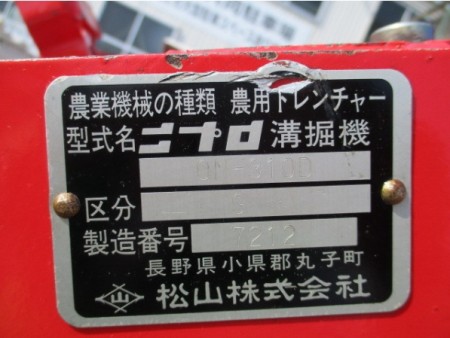 農業機械の種類 農用トレンチャー
型式名 ニプロ 溝掘機
区分
製造番号 7212
長野県小県郡丸子町
松山株式会社